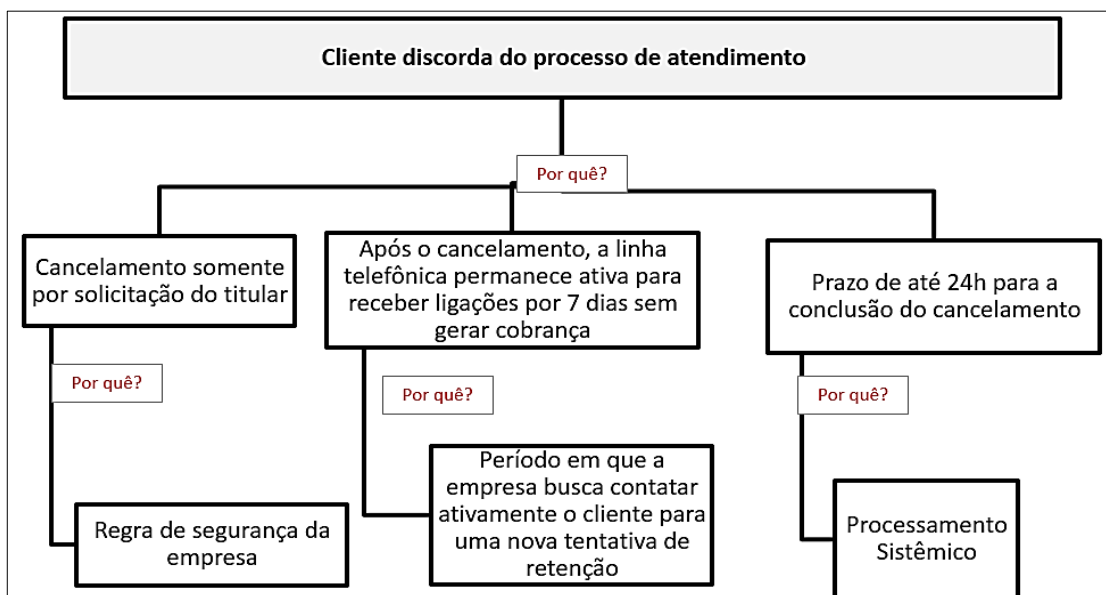 Cliente discorda do processo de atendimento
Por quê?
Cancelamento somente
por solicitação do titular
Após o cancelamento, a linha
telefônica permanece ativa para
receber ligações por 7 dias sem
gerar cobrança
Prazo de até 24h para a
conclusão do cancelamento
Por quê?
Por quê?
Por quê?
Regra de segurança da
empresa
Período em que a
empresa busca contatar
ativamente o cliente para
uma nova tentativa de
retenção
Processamento
Sistêmico